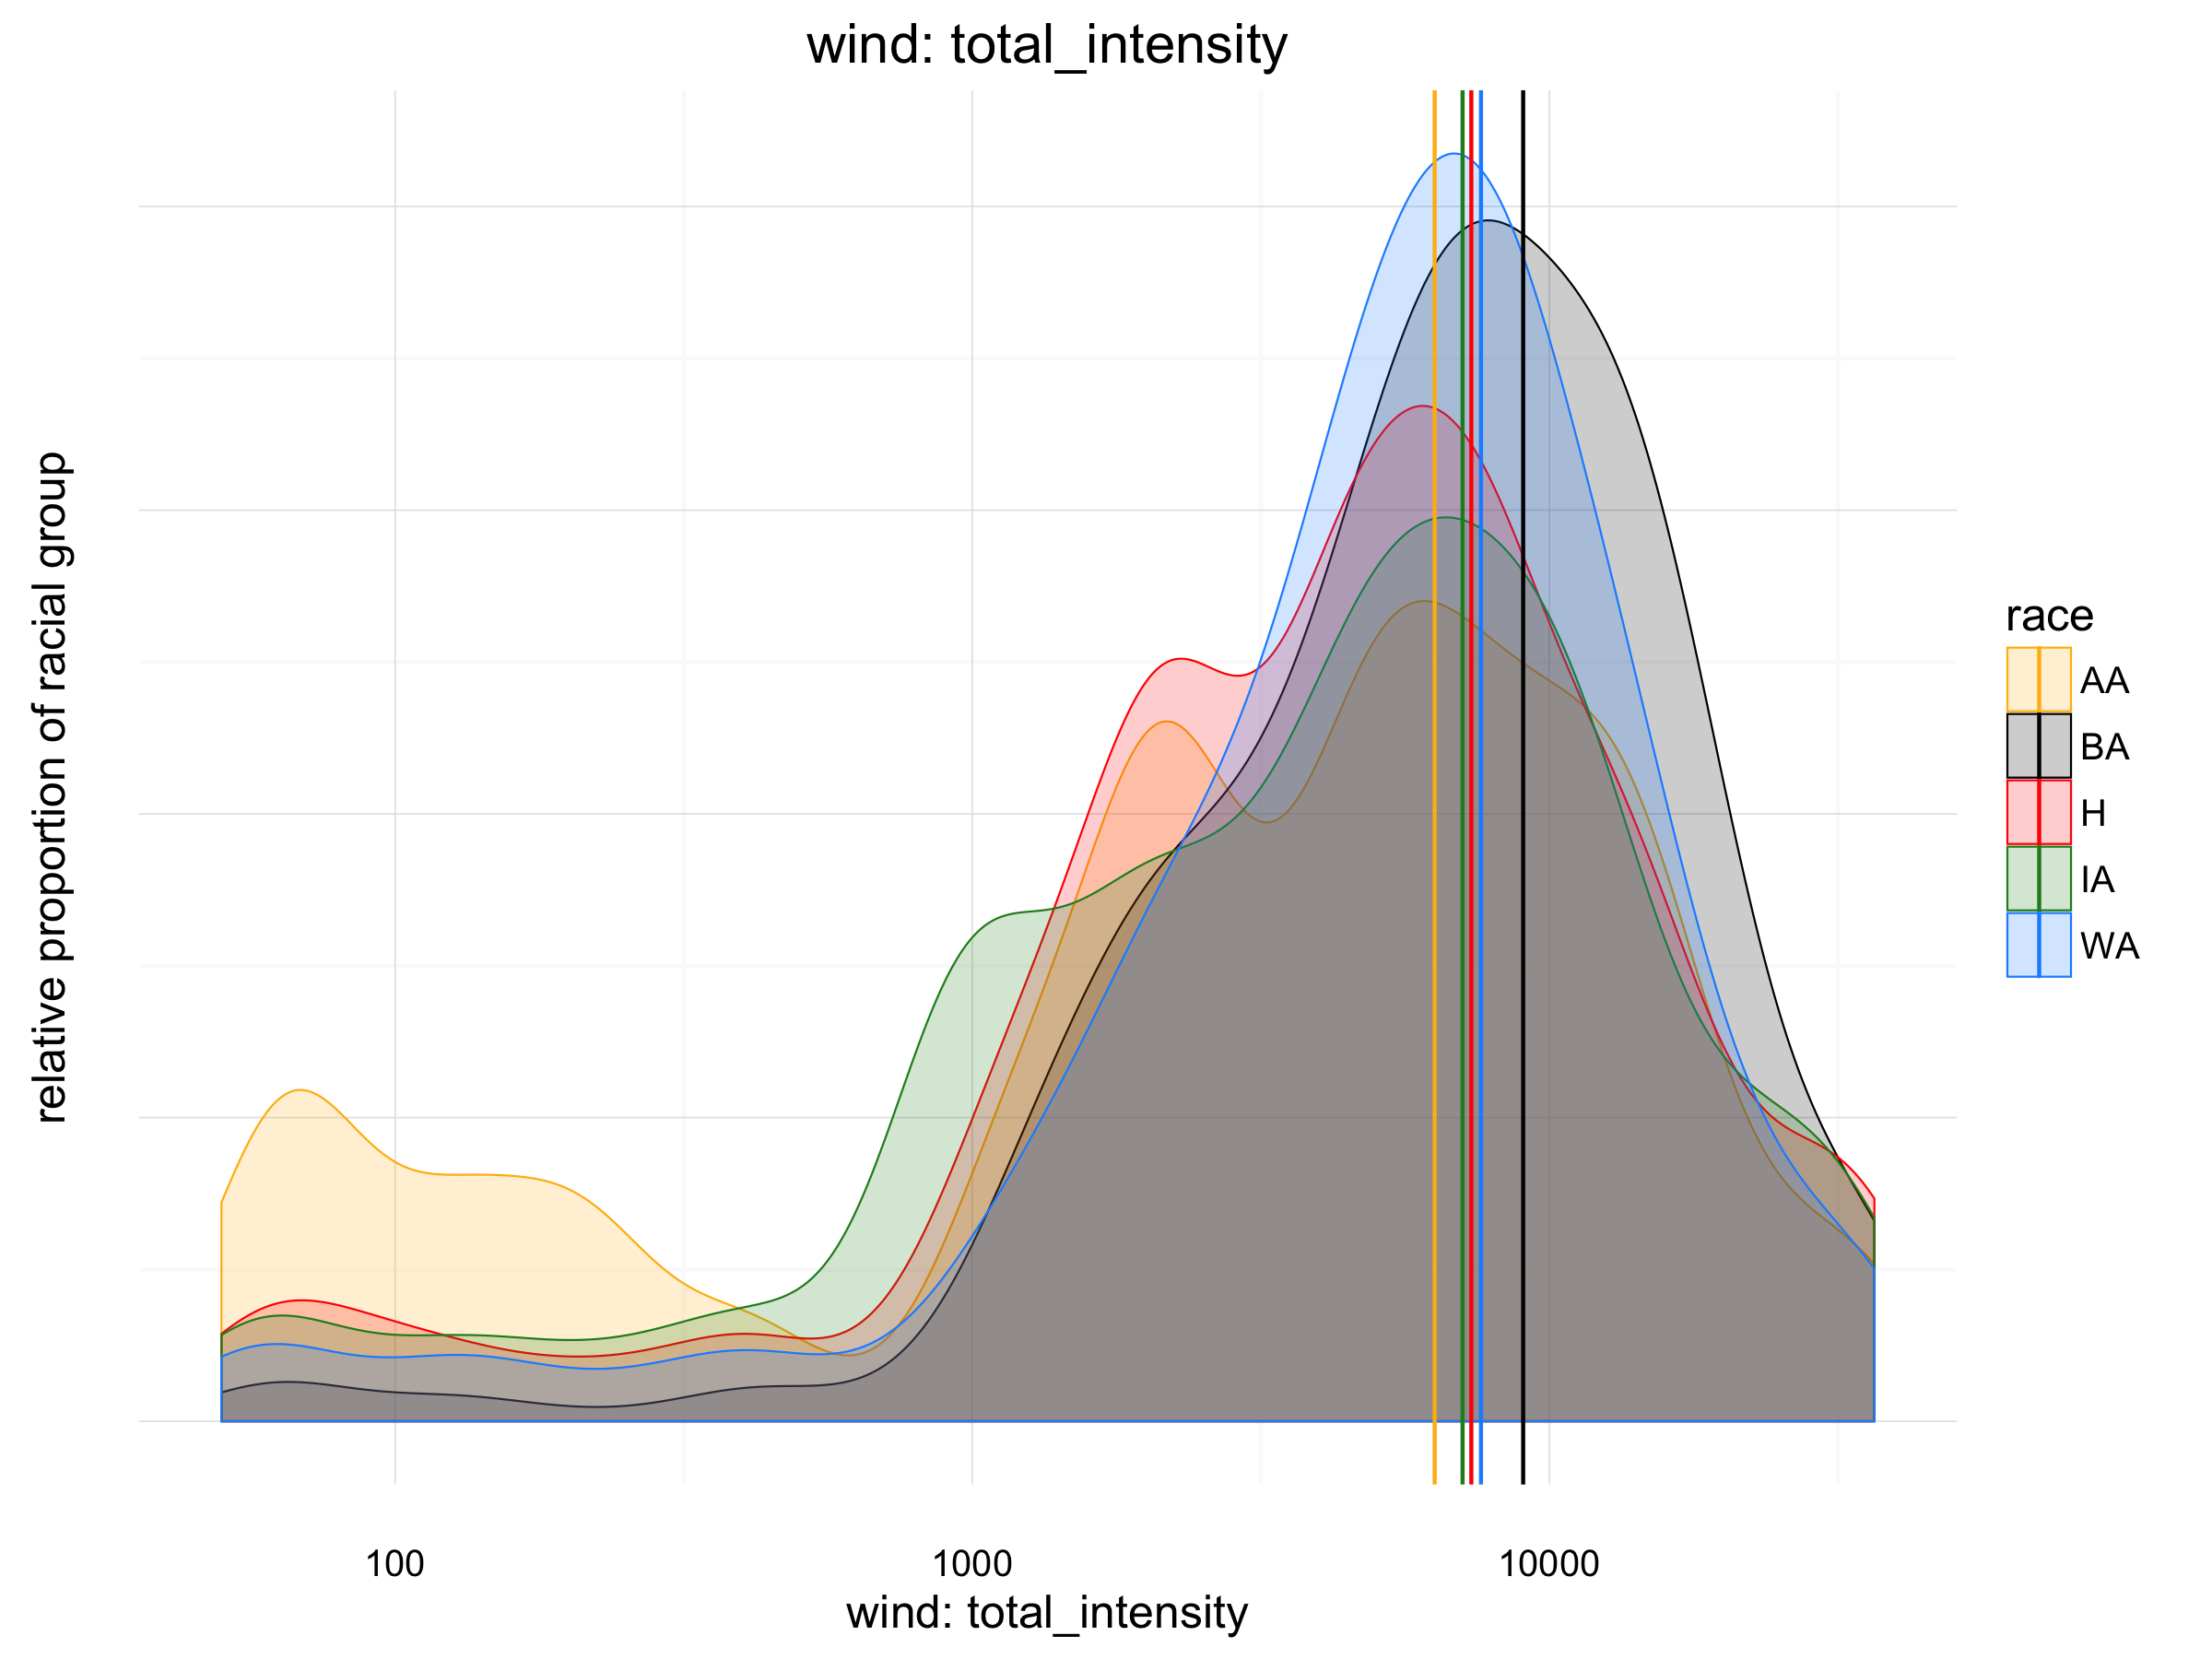 wind: total_intensity
relative proportion of racial group
race
AA
BA
H
IA
WA
100
1000
10000
wind: total_intensity